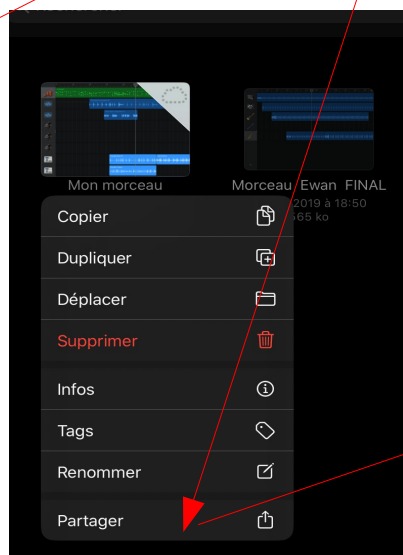 Mon morceau
Morceau Ewan FINAL
2019 à 18:50
65 ko
Copier
Dupliquer
Déplacer
Supprimer
Infos
Tags
Renommer
Partager